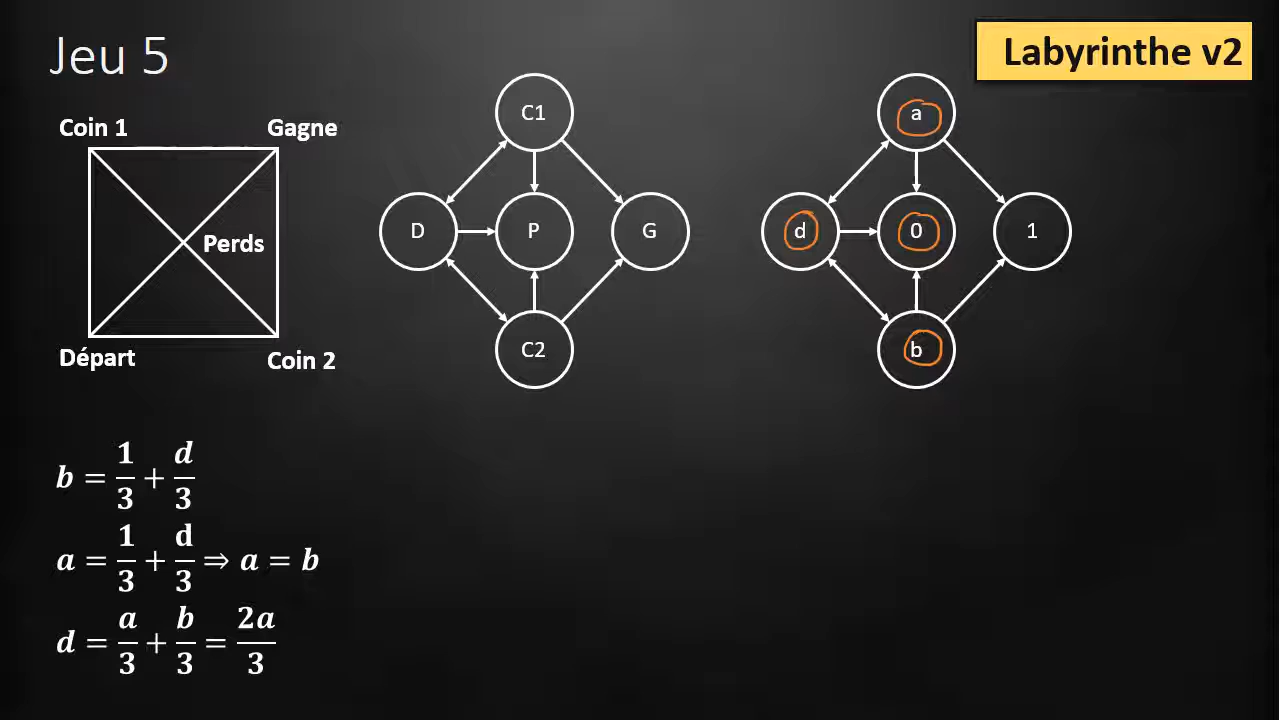 Jeu 5
Labyrinthe v2
Coin 1
Gagne
Perds
Départ
Coin 2
C1
D
P
G
C2
a
d
0
1
b
b = 1/3 + d/3
a = 1/3 + d/3 ⇒ a = b
d = a/3 + b/3 = 2a/3